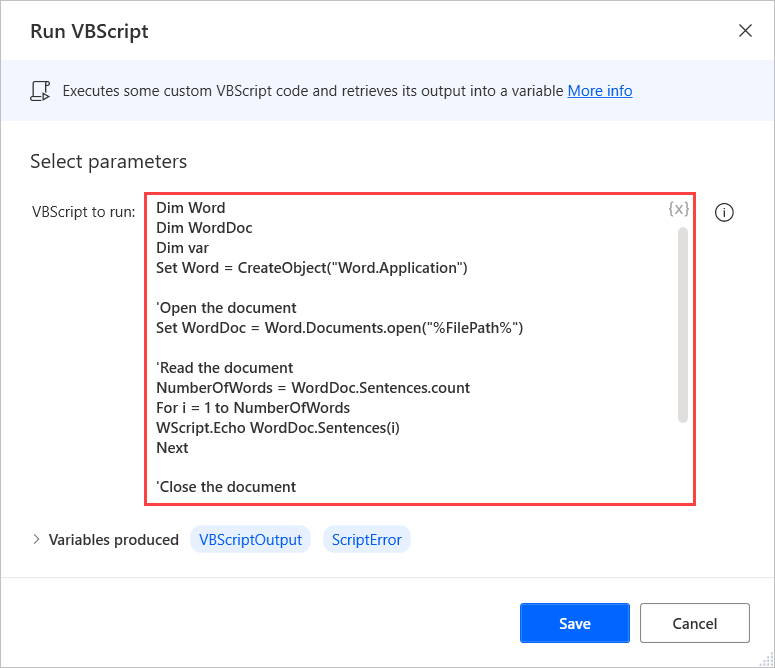 Run VBScript
Executes some custom VBScript code and retrieves its output into a variable More info
Select parameters
VBScript to run:
{x}
Dim Word
Dim WordDoc
Dim var
Set Word = CreateObject("Word.Application")
'Open the document
Set WordDoc = Word.Documents.open("%FilePath%")
'Read the document
NumberOfWords = WordDoc.Sentences.count
For i = 1 to NumberOfWords
WScript.Echo WordDoc.Sentences(i)
Next
'Close the document
Variables produced VBScriptOutput ScriptError
Save Cancel